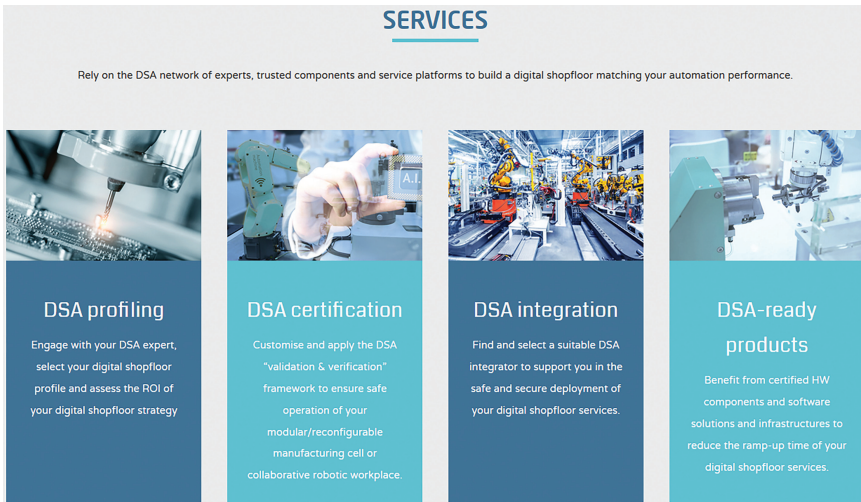 SERVICES
Rely on the DSA network of experts, trusted components and service platforms to build a digital shopfloor matching your automation performance.
A.I.
DSA profiling
Engage with your DSA expert,
select your digital shopfloor
profile and assess the ROI of
your digital shopfloor strategy
DSA certification
Customise and apply the DSA
"validation & verification"
framework to ensure safe
operation of your
modular/reconfigurable
manufacturing cell or
collaborative robotic workplace.
DSA integration
Find and select a suitable DSA
integrator to support you in the
safe and secure deployment of
your digital shopfloor services.
DSA-ready
products
Benefit from certified HW
components and software
solutions and infrastructures to
reduce the ramp-up time of your
digital shopfloor services.